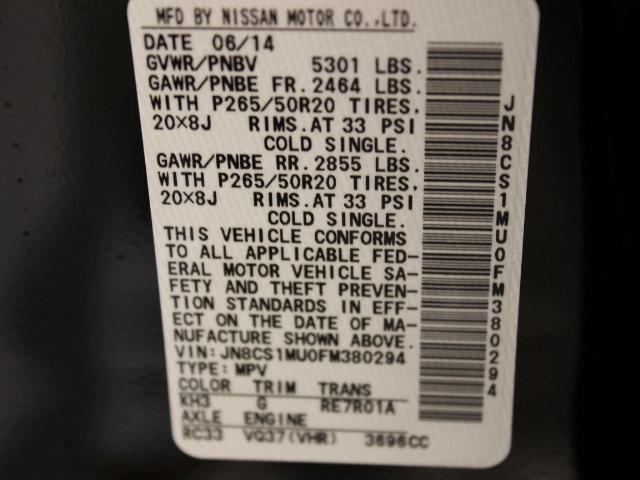 MFD BY NISSAN MOTOR CO.,LTD.
DATE 06/14
GVWR/PNBV 5301 LBS.
GAWR/PNBE FR. 2464 LBS.
WITH P265/50R20 TIRES,
20×8J RIMS.AT 33 PSI
COLD SINGLE.
GAWR/PNBE RR. 2855 LBS.
WITH P265/50R20 TIRES,
20×8J RIMS.AT 33 PSI
COLD SINGLE.
THIS VEHICLE CONFORMS
TO ALL APPLICABLE FED-
ERAL MOTOR VEHICLE SA-
FETY AND THEFT PREVEN-
TION STANDARDS IN EFF-
ECT ON THE DATE OF MA-
NUFACTURE SHOWN ABOVE.
VIN:JN8CS1MU0FM380294
TYPE:MPV
COLOR TRIM TRANS
KH3 G RE7R01A
AXLE ENGINE
RC33 VQ37(VHR) 3696CC
JN8CS1MU0FM380294